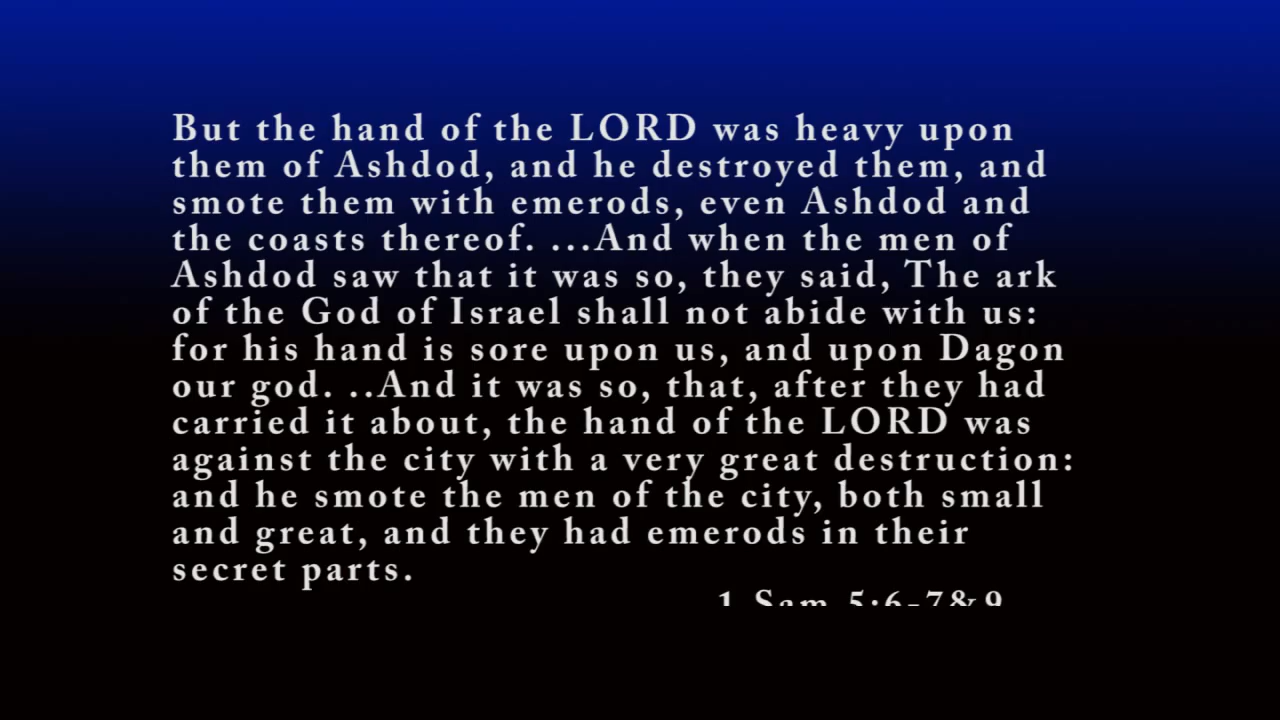 But the hand of the LORD was heavy upon
them of Ashdod, and he destroyed them, and
smote them with emerods, even Ashdod and
the coasts thereof. ...And when the men of
Ashdod saw that it was so, they said, The ark
of the God of Israel shall not abide with us:
for his hand is sore upon us, and upon Dagon
our god. ..And it was so, that, after they had
carried it about, the hand of the LORD was
against the city with a very great destruction:
and he smote the men of the city, both small
and great, and they had emerods in their
secret parts.
1 Sam 5:6-7&9